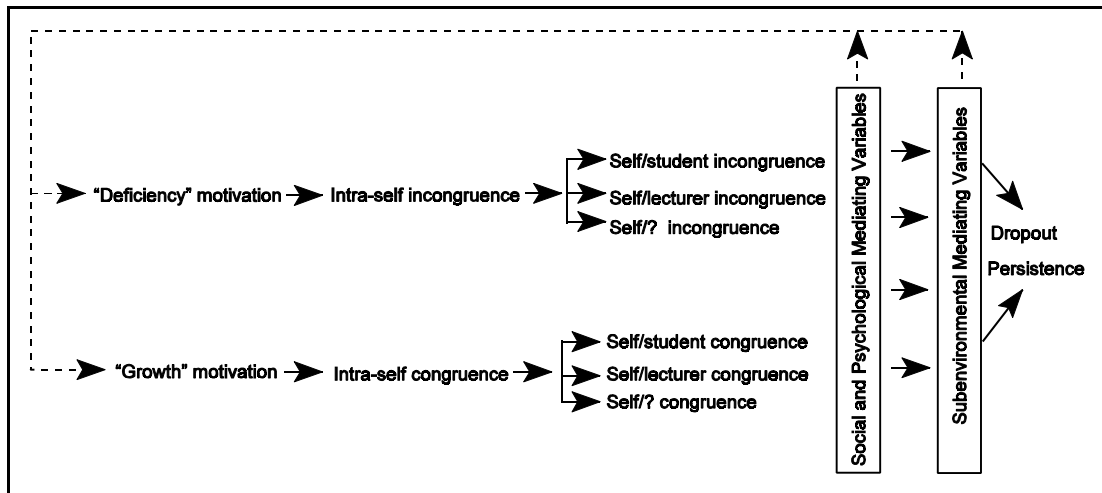 “Deficiency” motivation
Intra-self incongruence
Self/student incongruence
Self/lecturer incongruence
Self/? incongruence
“Growth” motivation
Intra-self congruence
Self/student congruence
Self/lecturer congruence
Self/? congruence
Social and Psychological Mediating Variables
Subenvironmental Mediating Variables
Dropout
Persistence